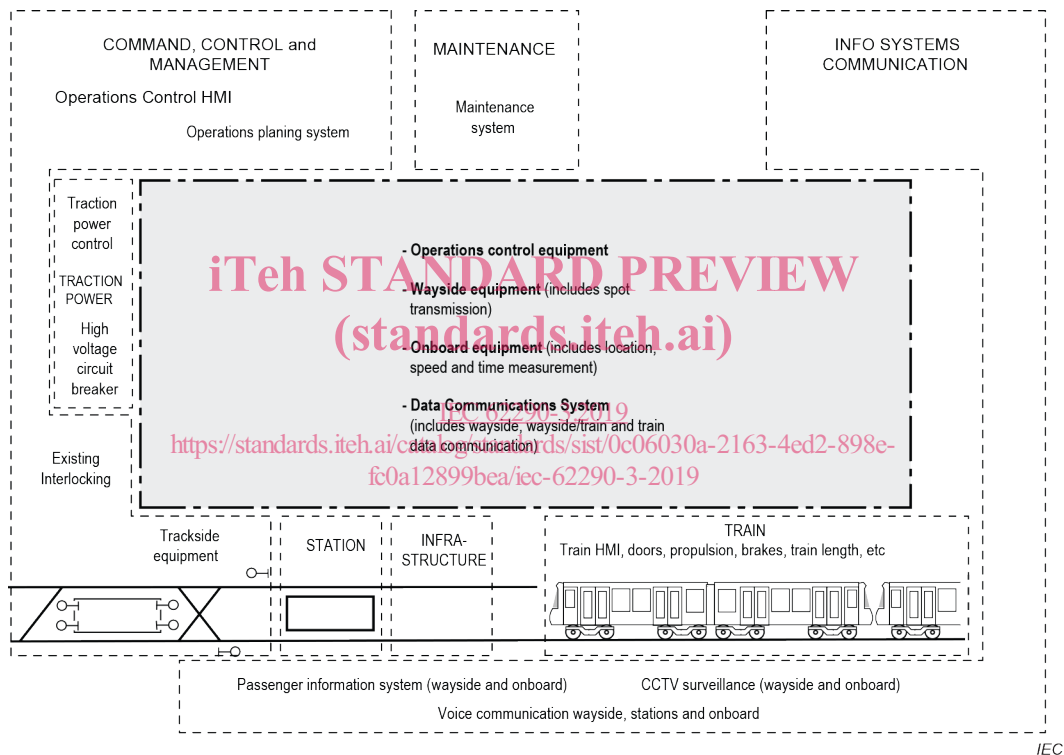 COMMAND, CONTROL and
MANAGEMENT
Operations Control HMI
Operations planing system
MAINTENANCE
Maintenance
system
INFO SYSTEMS
COMMUNICATION
Traction
power
control
TRACTION
POWER
High
voltage
circuit
breaker
- Operations control equipment
iTeh STANDARD PREVIEW
- Wayside equipment (includes spot
transmission)
(standards.iteh.ai)
- Onboard equipment (includes location,
speed and time measurement)
- Data Communications System
IEC 62290-3:2019
(includes wayside, wayside/train and train
data communication)
https://standards.iteh.ai/catalog/standards/sist/0c06030a-2163-4ed2-898e-
fc0a12899bea/iec-62290-3-2019
Existing
Interlocking
Trackside
equipment
STATION
INFRA-
STRUCTURE
TRAIN
Train HMI, doors, propulsion, brakes, train length, etc
Passenger information system (wayside and onboard)
CCTV surveillance (wayside and onboard)
Voice communication wayside, stations and onboard
IEC